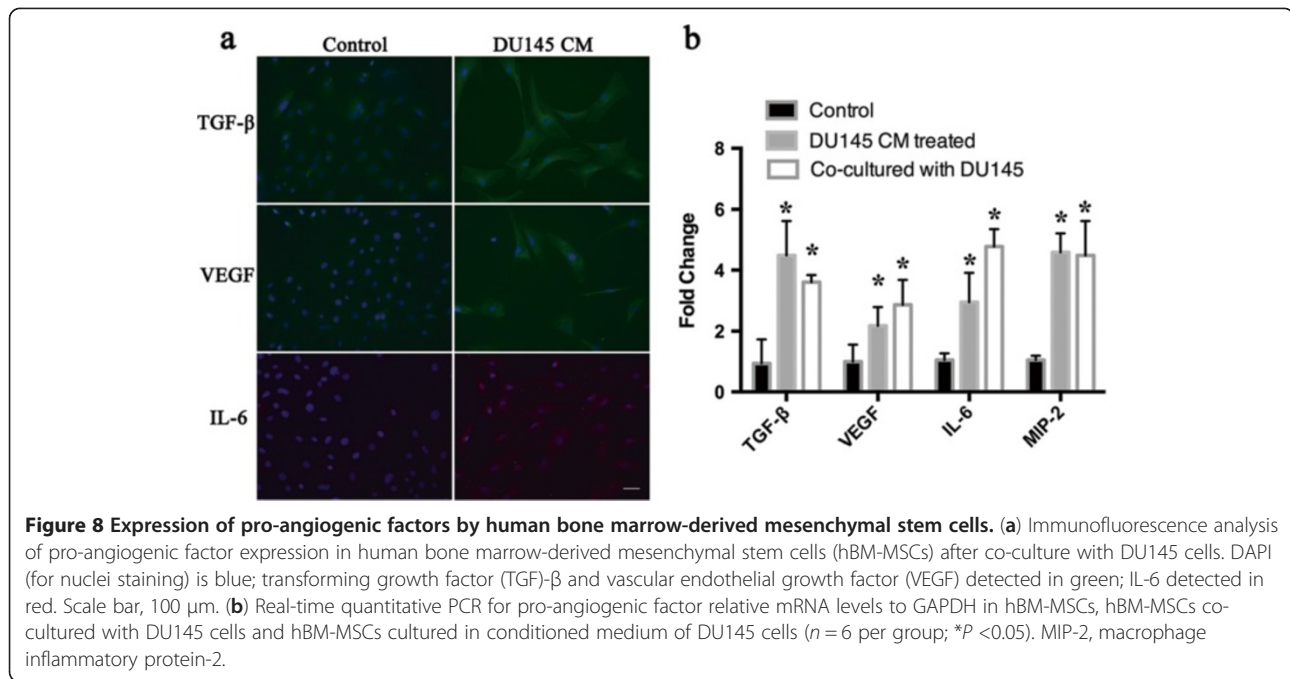 a
Control DU145 CM
TGF-β
VEGF
IL-6
b
Control
DU145 CM treated
Co-cultured with DU145
Fold Change
8
6
4
2
0
* *
* *
* *
* *
TGF-β
VEGF
IL-6
MIP-2
Figure 8 Expression of pro-angiogenic factors by human bone marrow-derived mesenchymal stem cells. (a) Immunofluorescence analysis
of pro-angiogenic factor expression in human bone marrow-derived mesenchymal stem cells (hBM-MSCs) after co-culture with DU145 cells. DAPI
(for nuclei staining) is blue; transforming growth factor (TGF)-β and vascular endothelial growth factor (VEGF) detected in green; IL-6 detected in
red. Scale bar, 100 μm. (b) Real-time quantitative PCR for pro-angiogenic factor relative mRNA levels to GAPDH in hBM-MSCs, hBM-MSCs co-
cultured with DU145 cells and hBM-MSCs cultured in conditioned medium of DU145 cells (n = 6 per group; *P <0.05). MIP-2, macrophage
inflammatory protein-2.